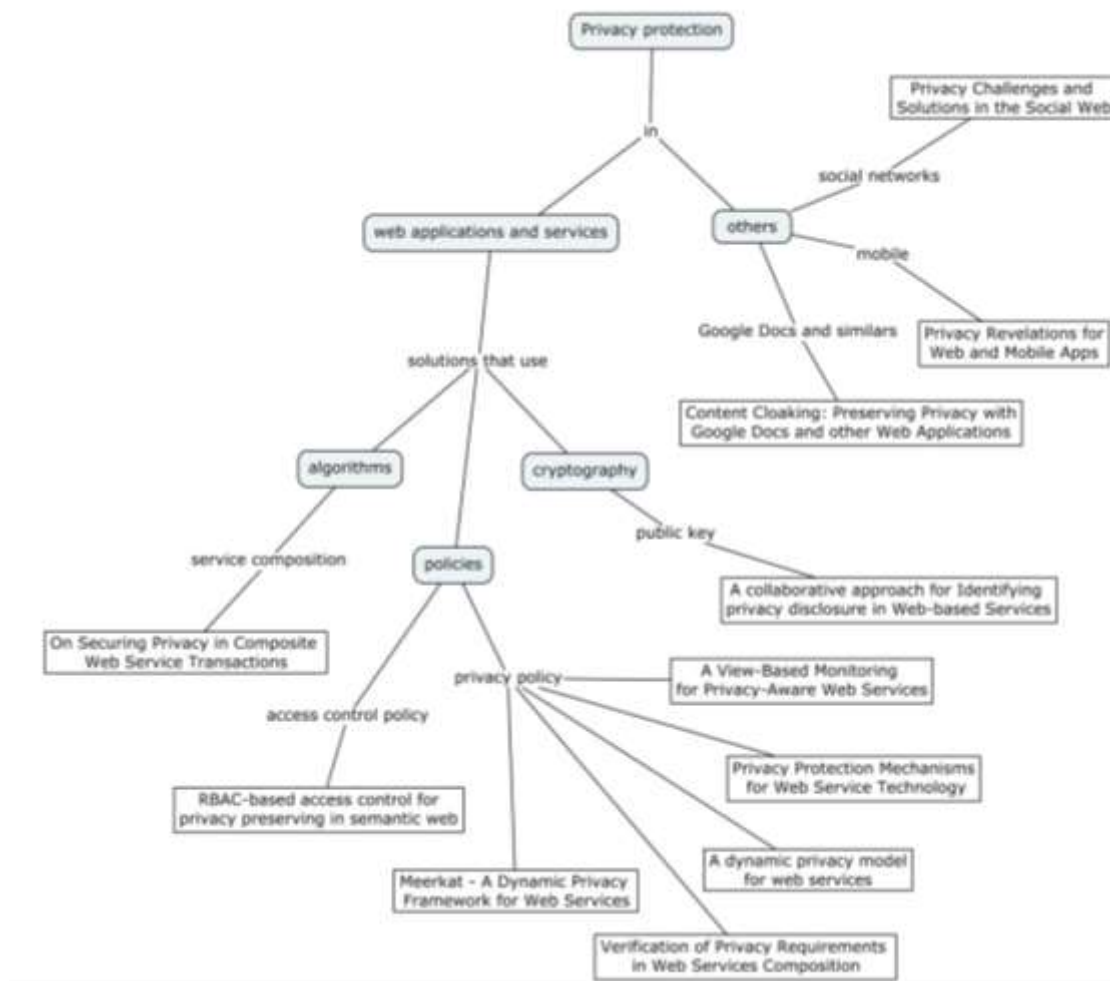 Privacy protection
in
Privacy Challenges and
Solutions in the Social Web
social networks
web applications and services
others
mobile
Google Docs and similars
Privacy Revelations for
Web and Mobile Apps
solutions that use
Content Cloaking: Preserving Privacy with
Google Docs and other Web Applications
algorithms
cryptography
public key
service composition
policies
A collaborative approach for Identifying
privacy disclosure in Web-based Services
On Securing Privacy in Composite
Web Service Transactions
privacy policy
A View-Based Monitoring
for Privacy-Aware Web Services
access control policy
Privacy Protection Mechanisms
for Web Service Technology
RBAC-based access control for
privacy preserving in semantic web
A dynamic privacy model
for web services
Meerkat - A Dynamic Privacy
Framework for Web Services
Verification of Privacy Requirements
in Web Services Composition